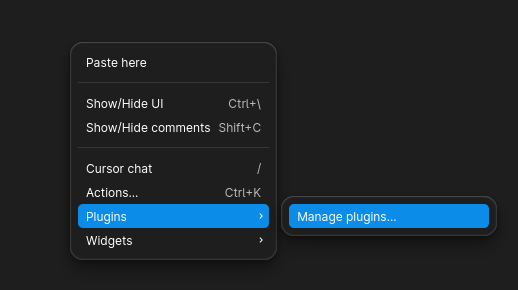 Paste here
Show/Hide UI Ctrl+\
Show/Hide comments Shift+C
Cursor chat /
Actions... Ctrl+K
Plugins › Manage plugins...
Widgets ›